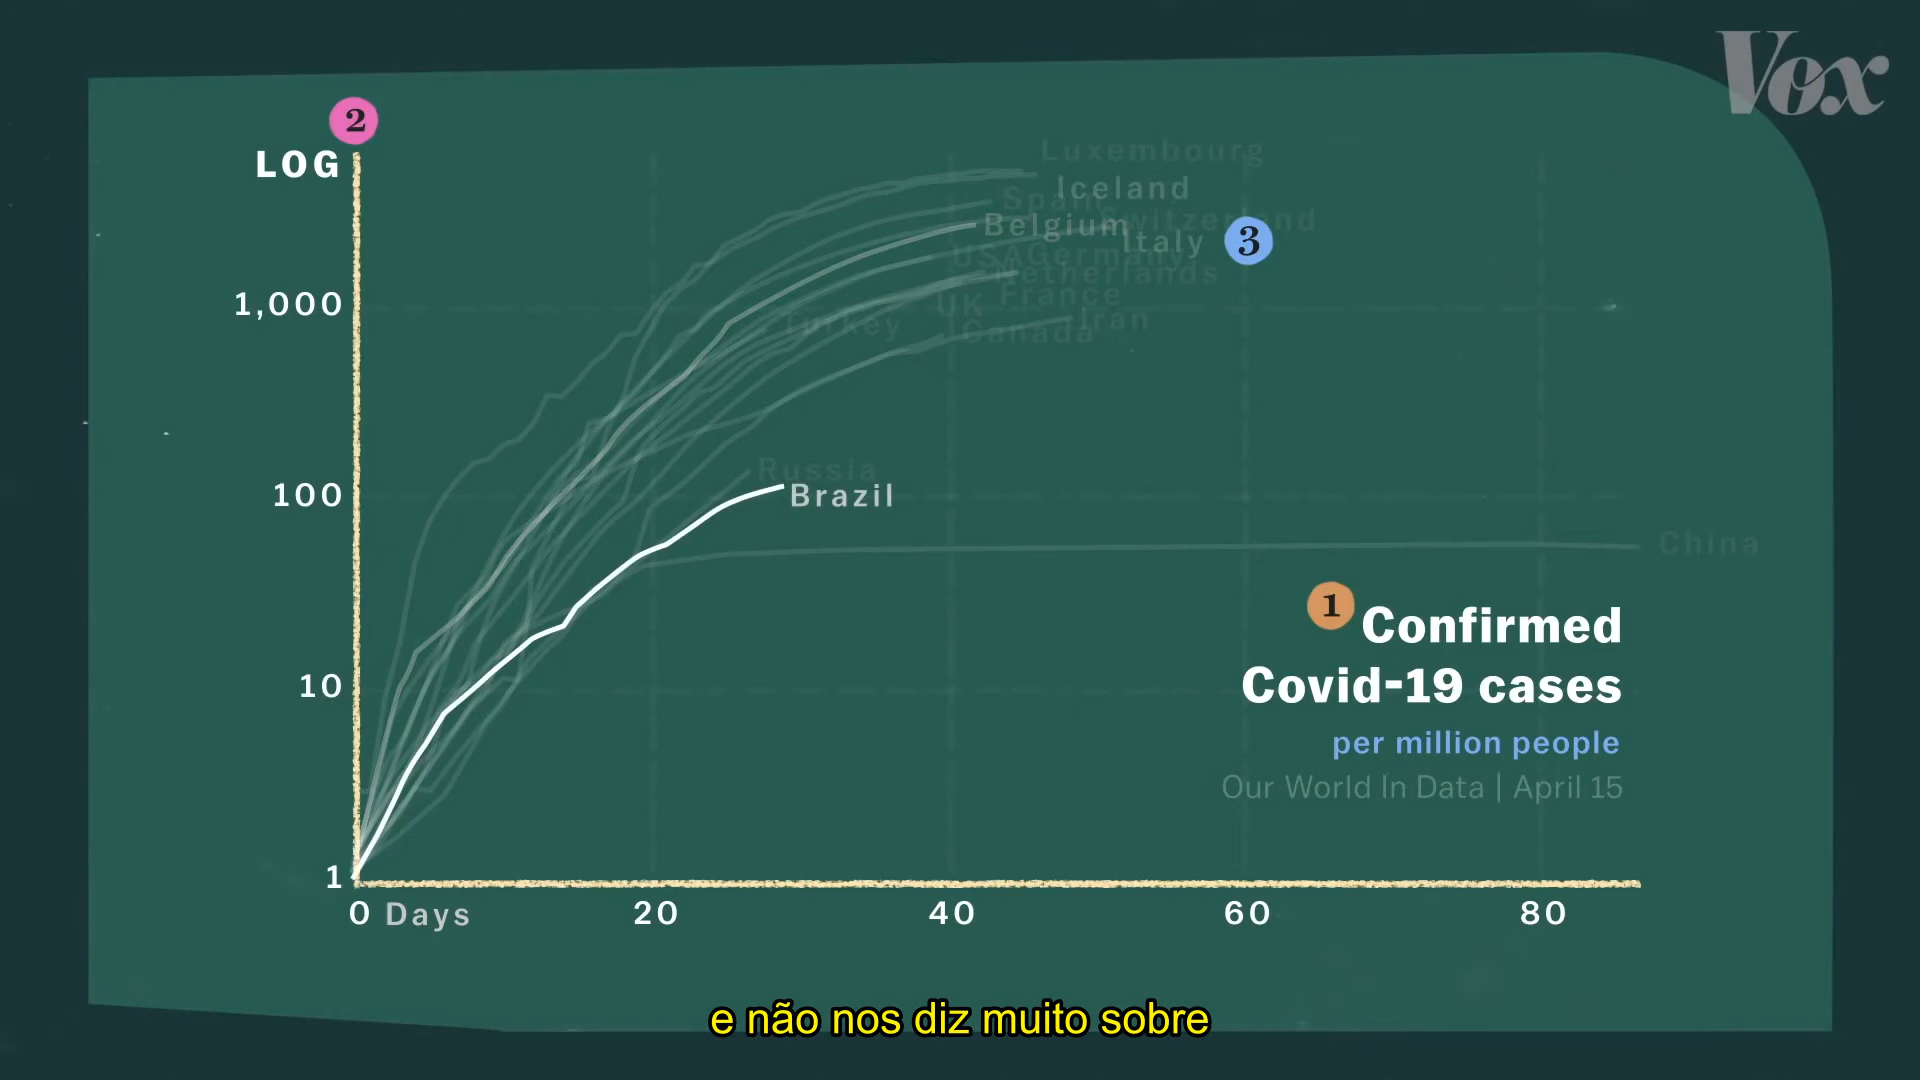 Vox
2
LOG
Luxembourg
Iceland
Spain
Switzerland
Belgium
Italy
3
USA
Germany
Netherlands
1,000
France
UK
Iran
Turkey
Canada
Russia
100
Brazil
China
1
Confirmed
Covid-19 cases
10
per million people
Our World In Data | April 15
1
0 Days 20 40 60 80
e não nos diz muito sobre